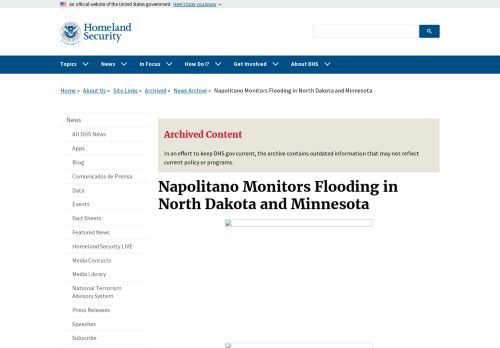 An official website of the United States government Here's how you know
Homeland
Security
Topics News In Focus How Do I? Get Involved About DHS
Home » About Us » Site Links » Archived » News Archive » Napolitano Monitors Flooding in North Dakota and Minnesota
News
All DHS News
Apps
Blog
Comunicados de Prensa
Data
Events
Fact Sheets
Featured News
Homeland Security LIVE
Media Contacts
Media Library
National Terrorism
Advisory System
Press Releases
Speeches
Subscribe
Archived Content
In an effort to keep DHS.gov current, the archive contains outdated information that may not reflect
current policy or programs.
Napolitano Monitors Flooding in
North Dakota and Minnesota